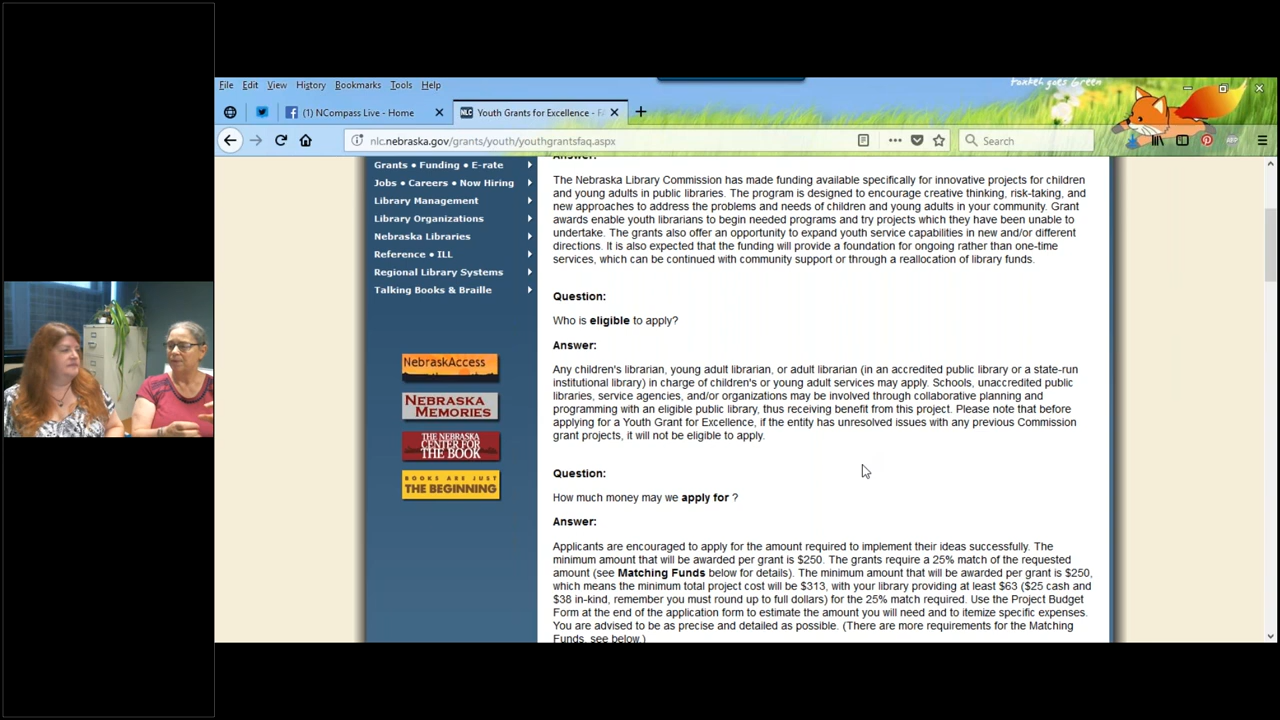 Foxkeh goes Green
File Edit View History Bookmarks Tools Help
(1) NCompass Live - Home
NLC Youth Grants for Excellence - FA
nlc.nebraska.gov/grants/youth/youthgrantsfaq.aspx
Search
Grants • Funding • E-rate
Jobs • Careers • Now Hiring
Library Management
Library Organizations
Nebraska Libraries
Reference • ILL
Regional Library Systems
Talking Books & Braille
NebraskAccess
NEBRASKA
MEMORIES
THE NEBRASKA
CENTER FOR
THE BOOK
BOOKS ARE JUST
THE BEGINNING
Answer:
The Nebraska Library Commission has made funding available specifically for innovative projects for children
and young adults in public libraries. The program is designed to encourage creative thinking, risk-taking, and
new approaches to address the problems and needs of children and young adults in your community. Grant
awards enable youth librarians to begin needed programs and try projects which they have been unable to
undertake. The grants also offer an opportunity to expand youth service capabilities in new and/or different
directions. It is also expected that the funding will provide a foundation for ongoing rather than one-time
services, which can be continued with community support or through a reallocation of library funds.
Question:
Who is eligible to apply?
Answer:
Any children's librarian, young adult librarian, or adult librarian (in an accredited public library or a state-run
institutional library) in charge of children's or young adult services may apply. Schools, unaccredited public
libraries, service agencies, and/or organizations may be involved through collaborative planning and
programming with an eligible public library, thus receiving benefit from this project. Please note that before
applying for a Youth Grant for Excellence, if the entity has unresolved issues with any previous Commission
grant projects, it will not be eligible to apply.
Question:
How much money may we apply for ?
Answer:
Applicants are encouraged to apply for the amount required to implement their ideas successfully. The
minimum amount that will be awarded per grant is $250. The grants require a 25% match of the requested
amount (see Matching Funds below for details). The minimum amount that will be awarded per grant is $250,
which means the minimum total project cost will be $313, with your library providing at least $63 ($25 cash and
$38 in-kind, remember you must round up to full dollars) for the 25% match required. Use the Project Budget
Form at the end of the application form to estimate the amount you will need and to itemize specific expenses.
You are advised to be as precise and detailed as possible. (There are more requirements for the Matching
Funds, see below.)